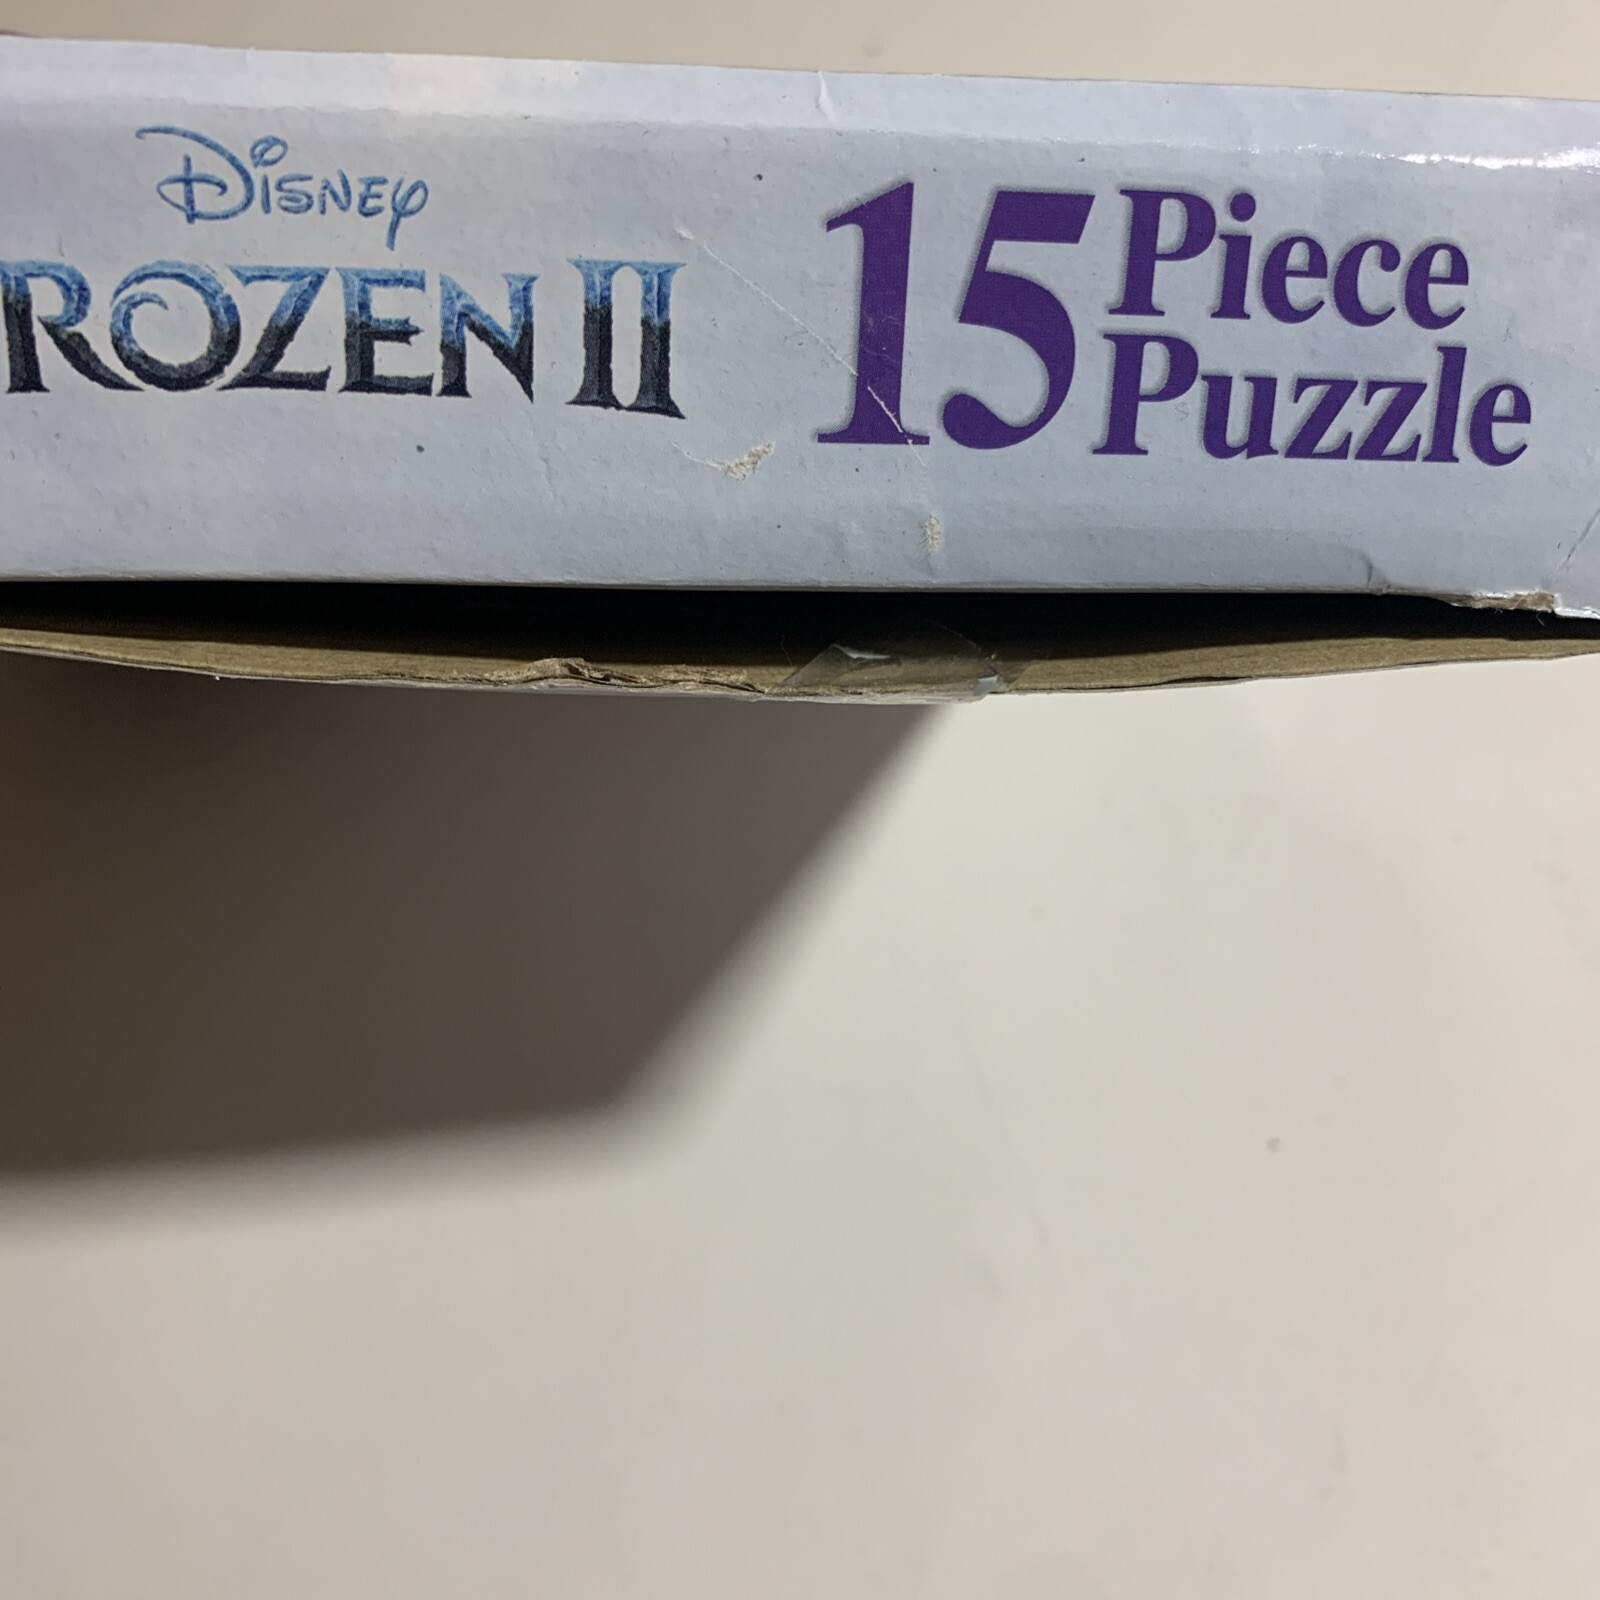 Disney
ROZEN II
15 Piece
Puzzle